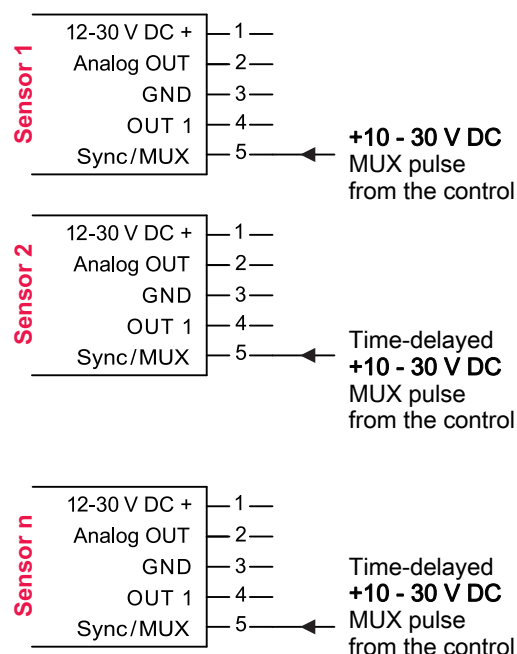 Sensor 1
12-30 V DC + 1
Analog OUT 2
GND 3
OUT 1 4
Sync/MUX 5
+10 - 30 V DC
MUX pulse
from the control
Sensor 2
12-30 V DC + 1
Analog OUT 2
GND 3
OUT 1 4
Sync/MUX 5
Time-delayed
+10 - 30 V DC
MUX pulse
from the control
Sensor n
12-30 V DC + 1
Analog OUT 2
GND 3
OUT 1 4
Sync/MUX 5
Time-delayed
+10 - 30 V DC
MUX pulse
from the control